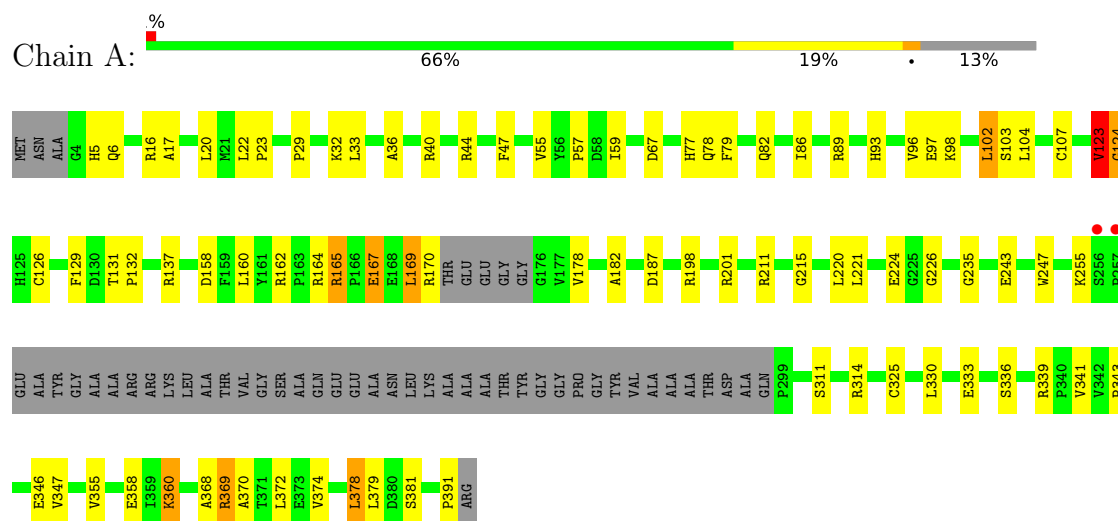 .%
Chain A:
66% 19% • 13%
MET ASN ALA G4 H5 Q6 R16 A17 L20 M21 L22 P23 P29 K32 L33 A36 R40 R44 F47 V55 Y56 P57 D58 I59 D67 H77 Q78 F79 Q82 I86 R89 H93 V96 E97 K98 L102 S103 L104 C107 V123
H125 C126 F129 D130 T131 P132 R137 D158 F159 L160 Y161 R162 P163 R164 R165 P166 E167 E168 L169 R170 THR GLU GLU GLY GLY G176 V177 V178 A182 D187 R198 R201 R211 G215 L220 L221 E224 G225 G226 G235 E243 W247 K255 S256
GLU ALA TYR GLY ALA ALA ARG ARG LYS LEU ALA THR VAL GLY SER ALA GLN GLU GLU ALA ASN LEU LYS ALA ALA ALA THR TYR GLY GLY PRO GLY TYR VAL ALA ALA ALA THR ASP ALA GLN P299 S311 R314 C325 L330 E333 S336 R339 P340 V341 V342
E346 V347 V355 E358 I359 K360 A368 R369 A370 T371 L372 E373 V374 L378 L379 D380 S381 P391 ARG